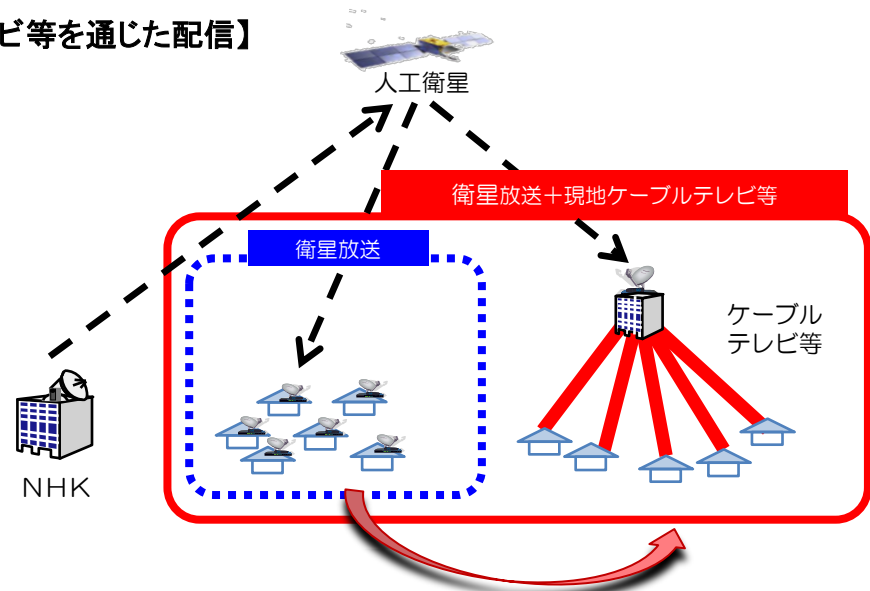 ビ等を通じた配信】
人工衛星
衛星放送＋現地ケーブルテレビ等
衛星放送
ケーブル
テレビ等
ＮＨＫ